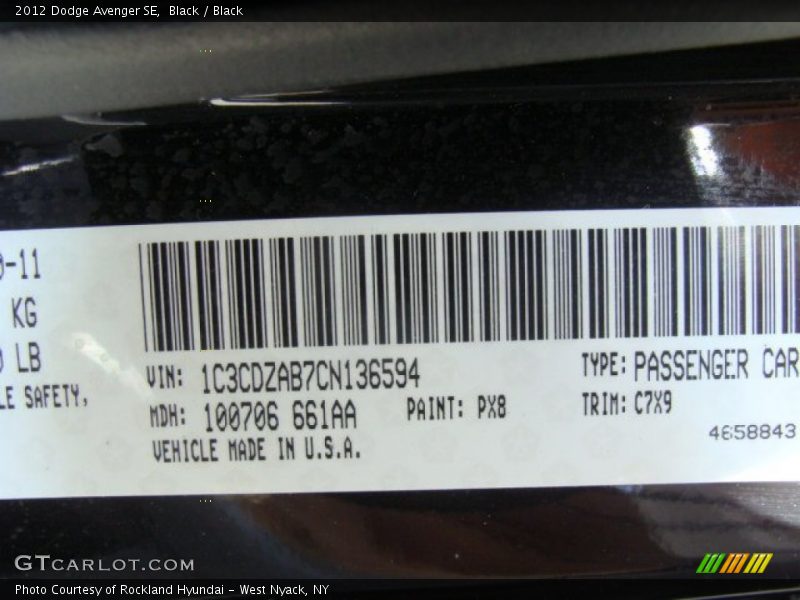 2012 Dodge Avenger SE, Black / Black
-11
KG
LB
LE SAFETY,
VIN: 1C3CDZAB7CN136594
TYPE: PASSENGER CAR
MDH: 100706 661AA
PAINT: PX8
TRIM: C7X9
VEHICLE MADE IN U.S.A.
4658843
GTcarlot.com
Photo Courtesy of Rockland Hyundai - West Nyack, NY